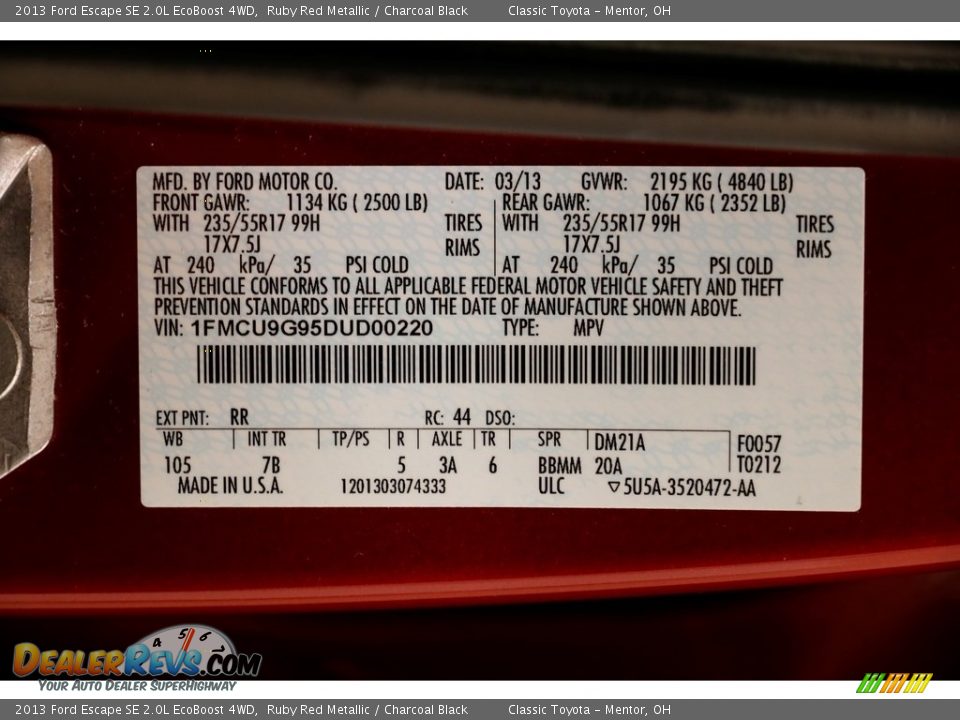 2013 Ford Escape SE 2.0L EcoBoost 4WD,  Ruby Red Metallic / Charcoal Black          Classic Toyota – Mentor, OH
MFD. BY FORD MOTOR CO.   DATE: 03/13   GVWR: 2195 KG ( 4840 LB)
FRONT GAWR: 1134 KG ( 2500 LB)   REAR GAWR: 1067 KG ( 2352 LB)
WITH 235/55R17 99H TIRES   WITH 235/55R17 99H TIRES
17X7.5J RIMS   17X7.5J RIMS
AT 240 kPa/ 35 PSI COLD   AT 240 kPa/ 35 PSI COLD
THIS VEHICLE CONFORMS TO ALL APPLICABLE FEDERAL MOTOR VEHICLE SAFETY AND THEFT
PREVENTION STANDARDS IN EFFECT ON THE DATE OF MANUFACTURE SHOWN ABOVE.
VIN: 1FMCU9G95DUD00220   TYPE: MPV
EXT PNT: RR   RC: 44 DSO:
WB   INT TR   TP/PS   R   AXLE   TR   SPR   DM21A   F0057
105   7B   5   3A   6   BBMM 20A   T0212
MADE IN U.S.A.   1201303074333   ULC   ▽5U5A-3520472-AA
4 5 6
DEALERREVS.COM
YOUR AUTO DEALER SUPERHIGHWAY
2013 Ford Escape SE 2.0L EcoBoost 4WD,  Ruby Red Metallic / Charcoal Black          Classic Toyota – Mentor, OH